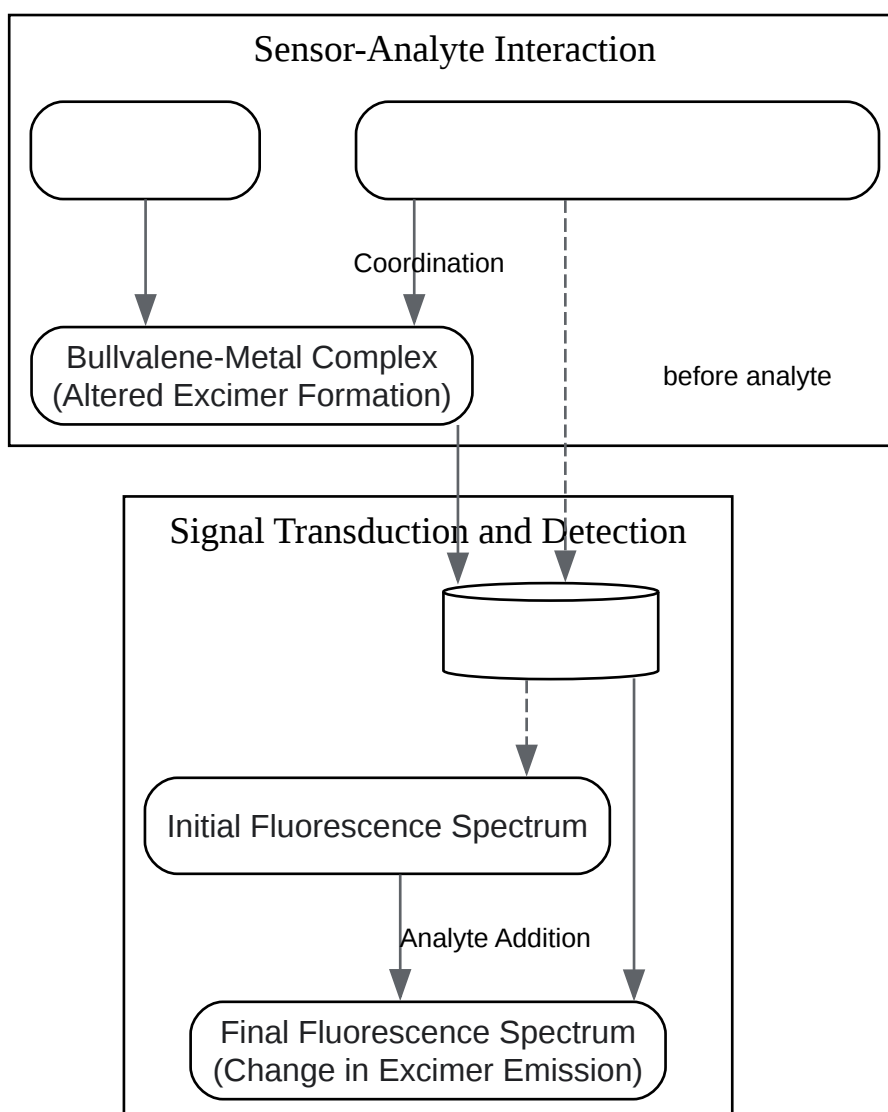 Sensor-Analyte Interaction
Coordination
Bullvalene-Metal Complex
(Altered Excimer Formation)
before analyte
Signal Transduction and Detection
Initial Fluorescence Spectrum
Analyte Addition
Final Fluorescence Spectrum
(Change in Excimer Emission)